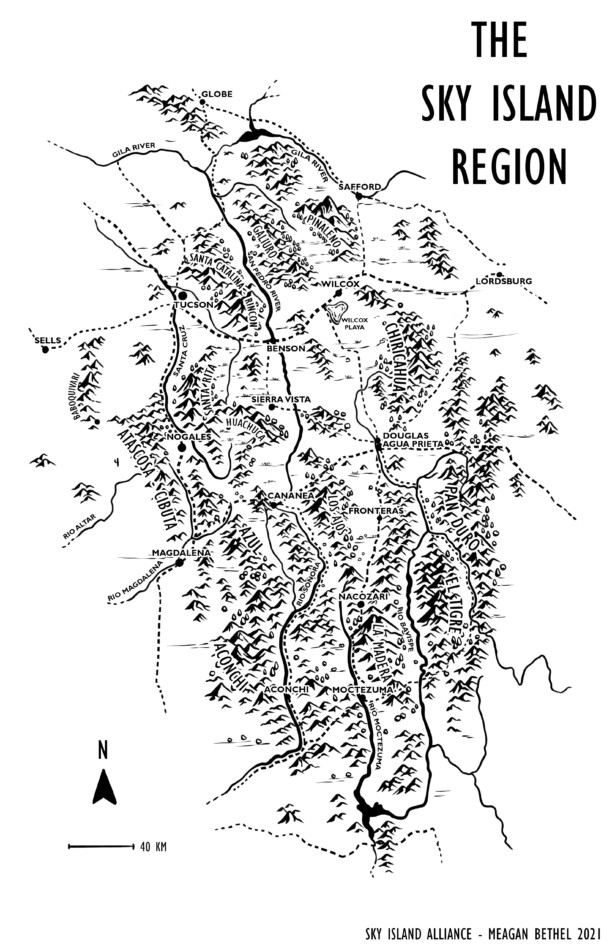 THE
SKY ISLAND
REGION
GLOBE
GILA RIVER
GILA RIVER
SAFFORD
PINALENO
GALIURO
SANTA CATALINA - RINCON
SAN PEDRO RIVER
LORDSBURG
WILCOX
TUCSON
WILCOX
PLAYA
SELLS
SANTA CRUZ
BENSON
CHIRICAHUA
BABOQUIVARI
SANTA RITA
SIERRA VISTA
HUACHUCA
NOGALES
DOUGLAS
AGUA PRIETA
ATASCOSA
CIBUTA
CANANEA
LOS AJOS
PAN DURO
FRONTERAS
RIO ALTAR
AZUL
MAGDALENA
RIO MAGDALENA
RIO SONORA
NACOZARI
EL TIGRE
RIO BAVISPE
LA MADERA
ACONCHI
ACONCHI
MOCTEZUMA
RIO MOCTEZUMA
N
40 KM
SKY ISLAND ALLIANCE - MEAGAN BETHEL 2021